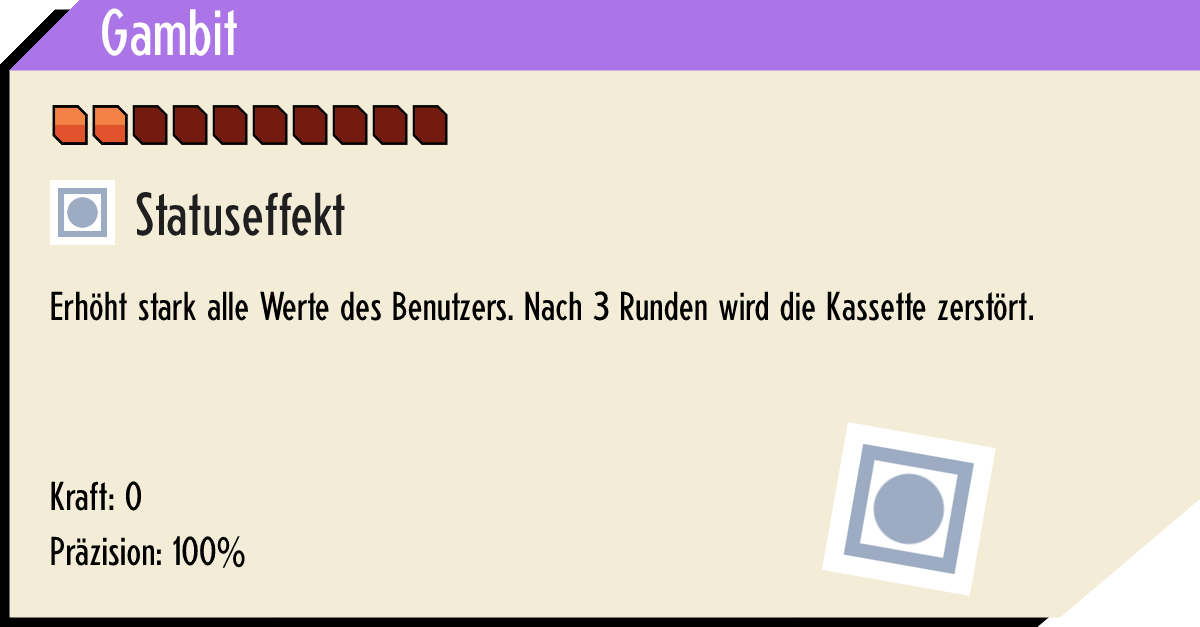 Gambit
Statuseffekt
Erhöht stark alle Werte des Benutzers. Nach 3 Runden wird die Kassette zerstört.
Kraft: 0
Präzision: 100%